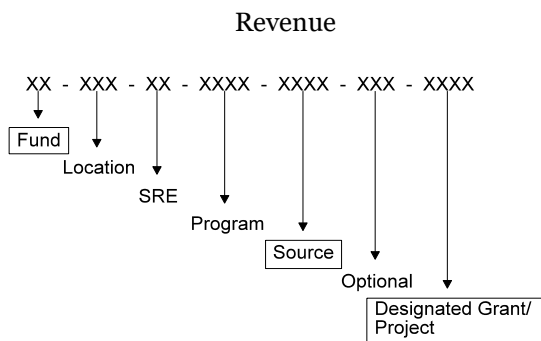 Revenue
XX - XXX - XX - XXXX - XXXX - XXX - XXXX
Fund
Location
SRE
Program
Source
Optional
Designated Grant/
Project